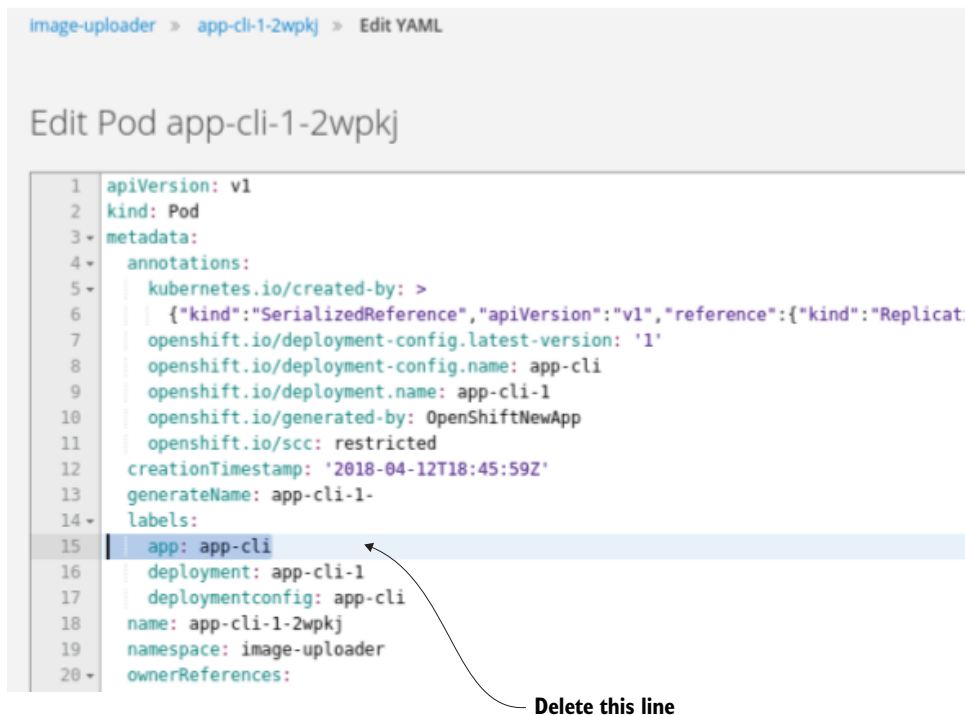 image-uploader » app-cli-1-2wpkj » Edit YAML
Edit Pod app-cli-1-2wpkj
1 apiVersion: v1
2 kind: Pod
3 metadata:
4 annotations:
5 kubernetes.io/created-by: >
6 {"kind":"SerializedReference","apiVersion":"v1","reference":{"kind":"Replicat
7 openshift.io/deployment-config.latest-version: '1'
8 openshift.io/deployment-config.name: app-cli
9 openshift.io/deployment.name: app-cli-1
10 openshift.io/generated-by: OpenShiftNewApp
11 openshift.io/scc: restricted
12 creationTimestamp: '2018-04-12T18:45:59Z'
13 generateName: app-cli-1-
14 labels:
15 app: app-cli
16 deployment: app-cli-1
17 deploymentconfig: app-cli
18 name: app-cli-1-2wpkj
19 namespace: image-uploader
20 ownerReferences:
Delete this line